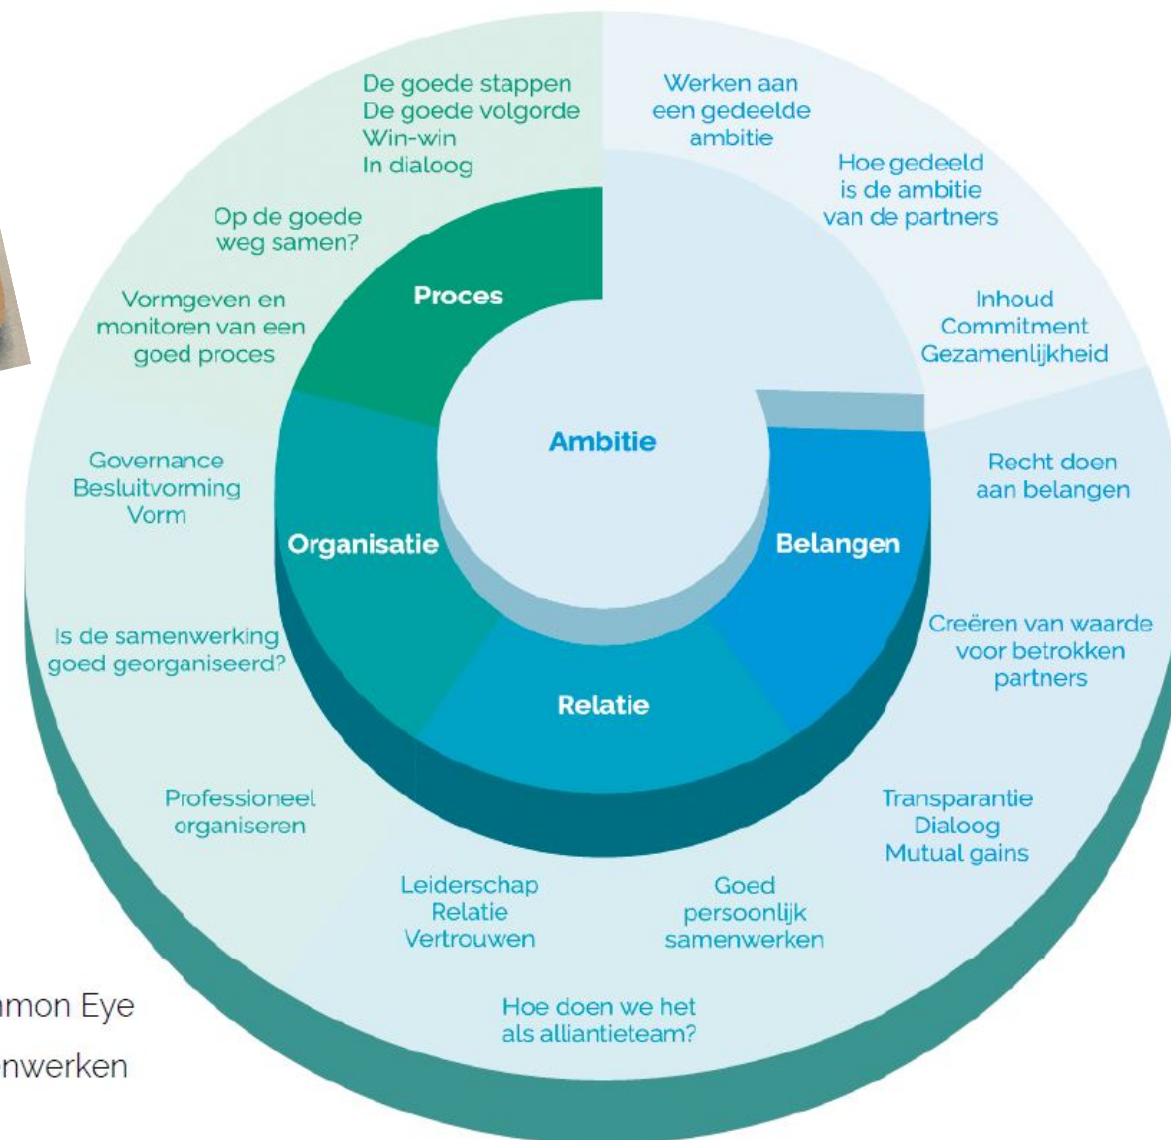 De goede stappen
De goede volgorde
Win-win
In dialoog
Op de goede
weg samen?
Vormgeven en
monitoren van een
goed proces
Proces
Werken aan
een gedeelde
ambitie
Hoe gedeeld
is de ambitie
van de partners
Inhoud
Commitment
Gezamenlijkheid
Ambitie
Governance
Besluitvorming
Vorm
Is de samenwerking
goed georganiseerd?
Professioneel
organiseren
Organisatie
Belangen
Recht doen
aan belangen
Creëren van waarde
voor betrokken
partners
Transparantie
Dialoog
Mutual gains
Relatie
Leiderschap
Relatie
Vertrouwen
Goed
persoonlijk
samenwerken
Hoe doen we het
als alliantieteam?
Eye